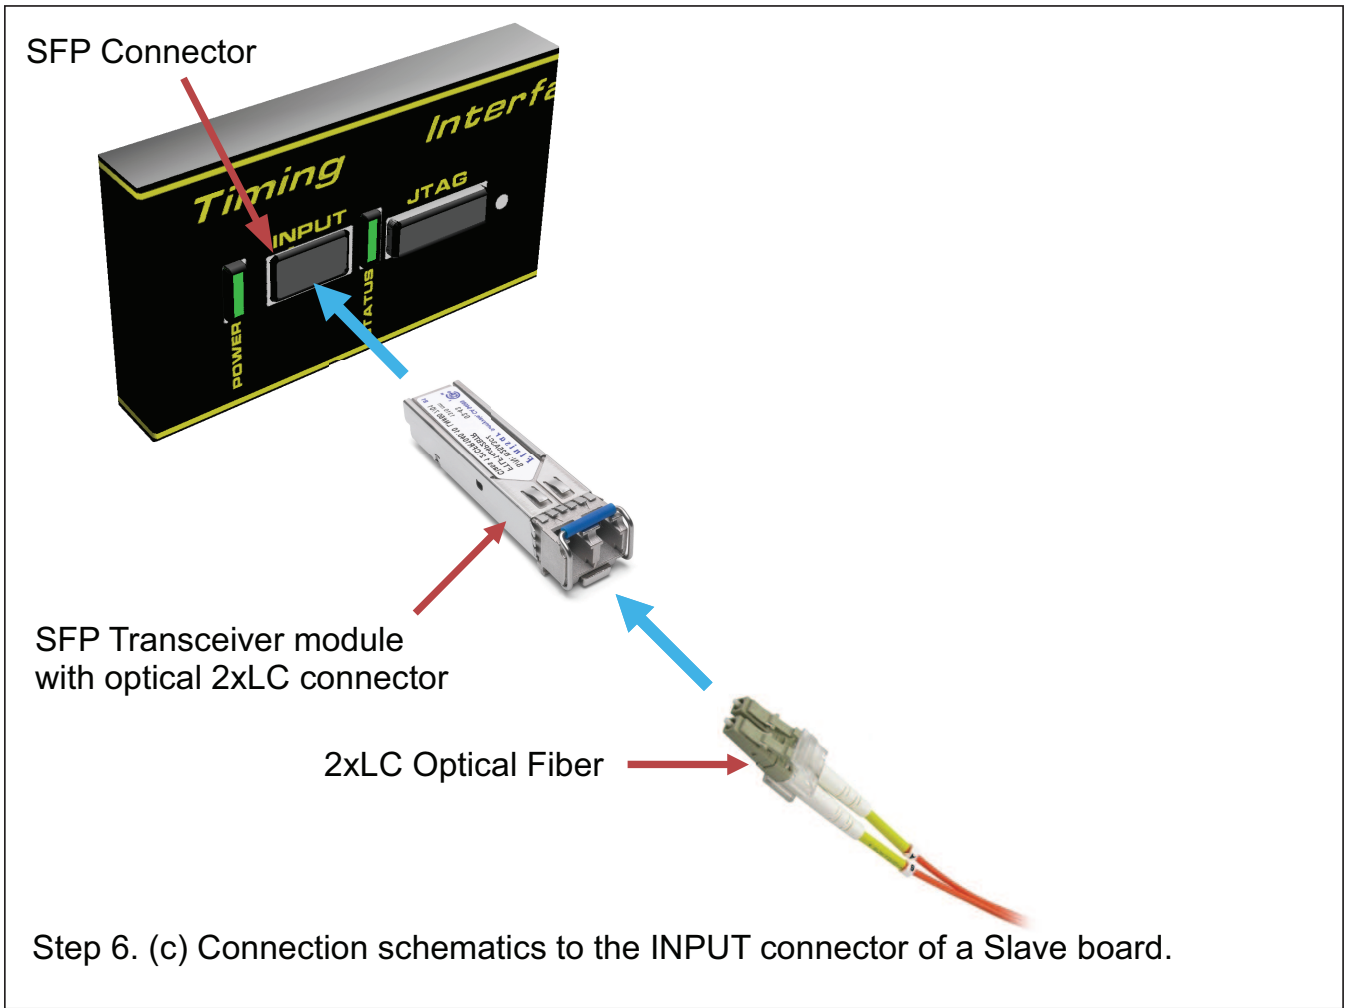 SFP Connector
Interfa
Timing
JTAG
INPUT
STATUS
POWER
Finisar
SFP Transceiver module
with optical 2xLC connector
2xLC Optical Fiber
Step 6. (c) Connection schematics to the INPUT connector of a Slave board.